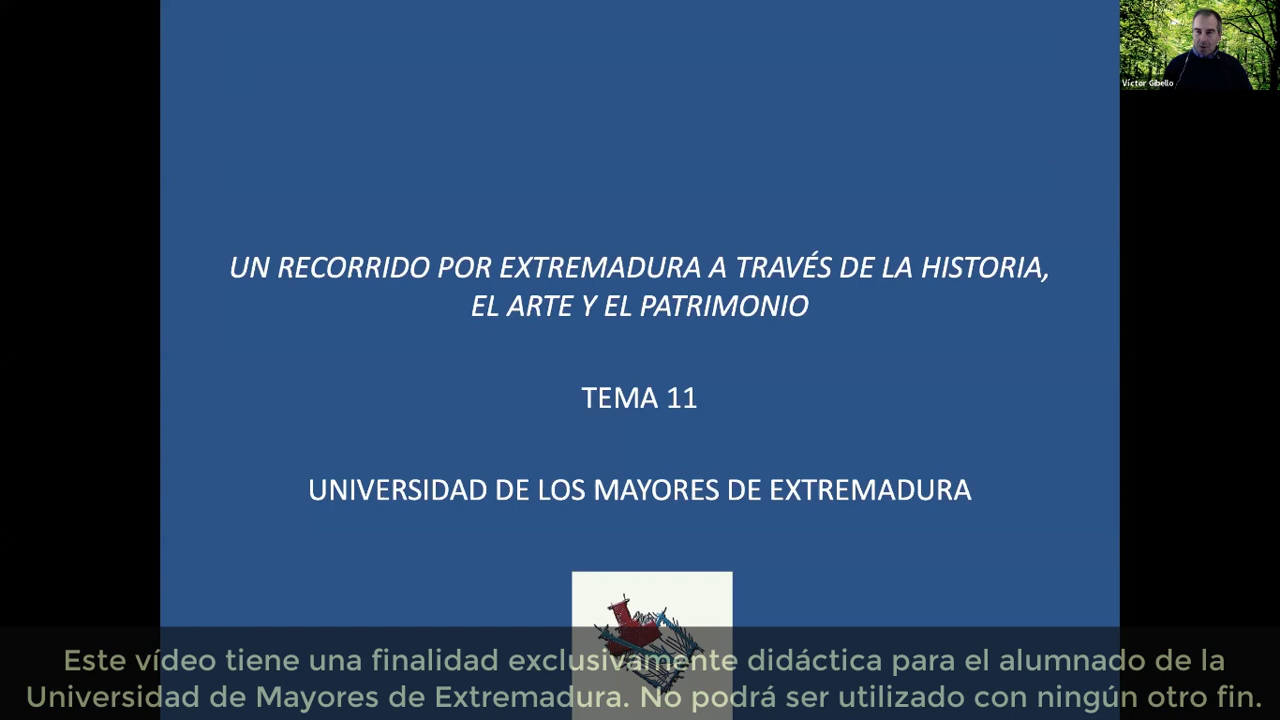 Víctor Gibello
UN RECORRIDO POR EXTREMADURA A TRAVÉS DE LA HISTORIA,
EL ARTE Y EL PATRIMONIO
TEMA 11
UNIVERSIDAD DE LOS MAYORES DE EXTREMADURA
Este vídeo tiene una finalidad exclusivamente didáctica para el alumnado de la
Universidad de Mayores de Extremadura. No podrá ser utilizado con ningún otro fin.